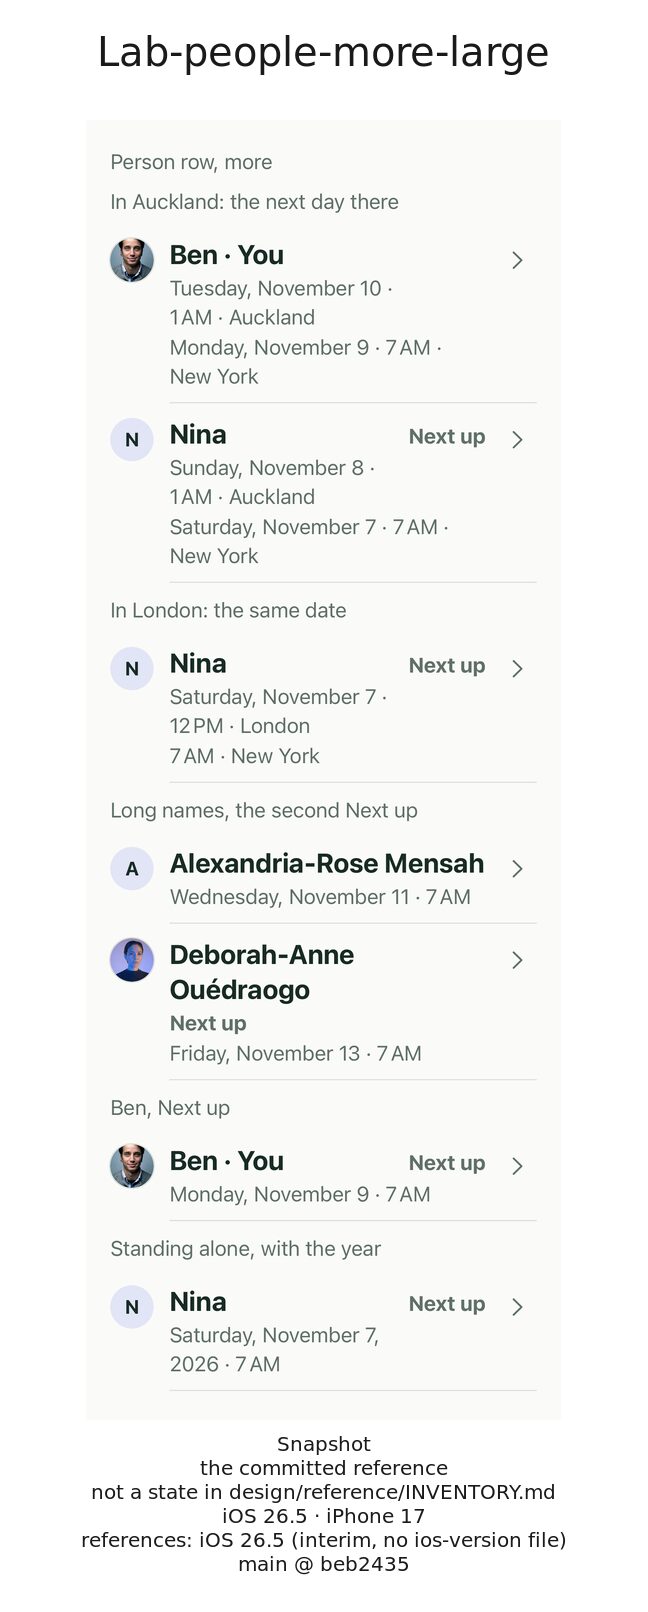 Lab-people-more-large
Person row, more
In Auckland: the next day there
Ben · You
Tuesday, November 10 ·
1 AM · Auckland
Monday, November 9 · 7 AM ·
New York
N
Nina
Next up
Sunday, November 8 ·
1 AM · Auckland
Saturday, November 7 · 7 AM ·
New York
In London: the same date
N
Nina
Next up
Saturday, November 7 ·
12 PM · London
7 AM · New York
Long names, the second Next up
A
Alexandria-Rose Mensah
Wednesday, November 11 · 7 AM
Deborah-Anne
Ouédraogo
Next up
Friday, November 13 · 7 AM
Ben, Next up
Ben · You
Next up
Monday, November 9 · 7 AM
Standing alone, with the year
N
Nina
Next up
Saturday, November 7,
2026 · 7 AM
Snapshot
the committed reference
not a state in design/reference/INVENTORY.md
iOS 26.5 · iPhone 17
references: iOS 26.5 (interim, no ios-version file)
main @ beb2435